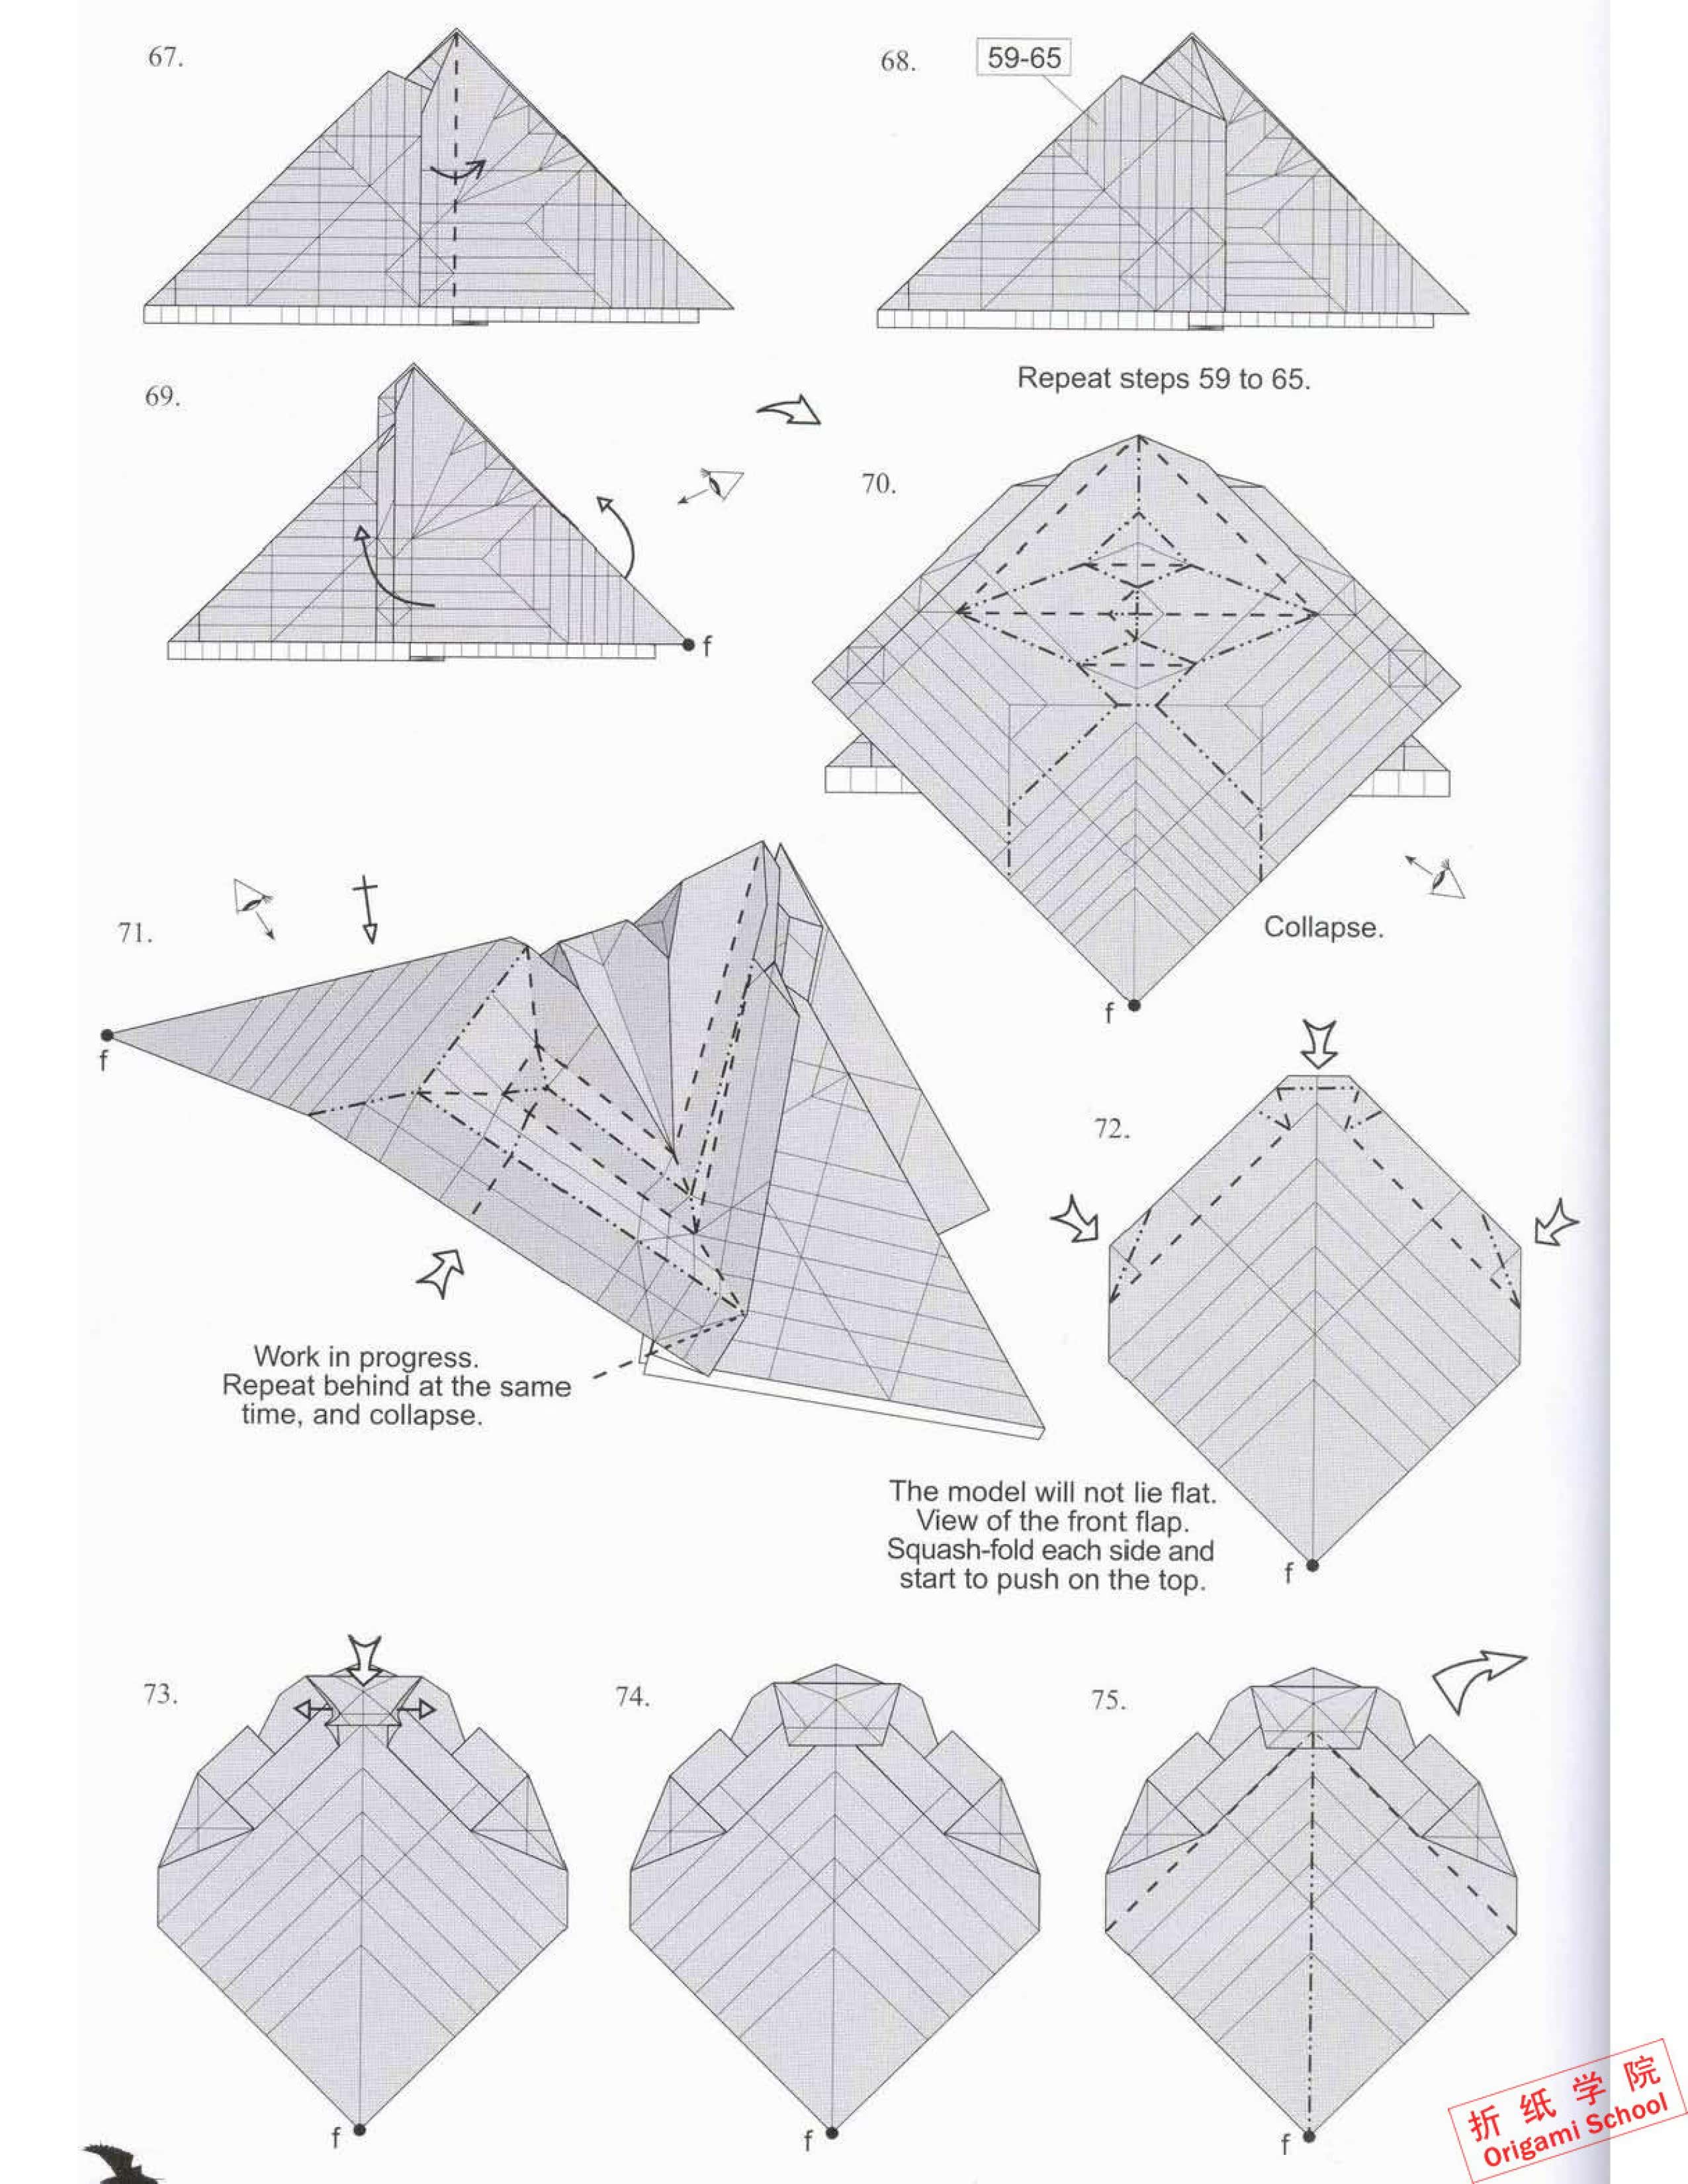 67.
68.
59-65
Repeat steps 59 to 65.
69.
f
70.
Collapse.
f
71.
f
Work in progress.
Repeat behind at the same
time, and collapse.
72.
The model will not lie flat.
View of the front flap.
Squash-fold each side and
start to push on the top.
f
73.
f
74.
f
75.
f
折纸学院
Origami School